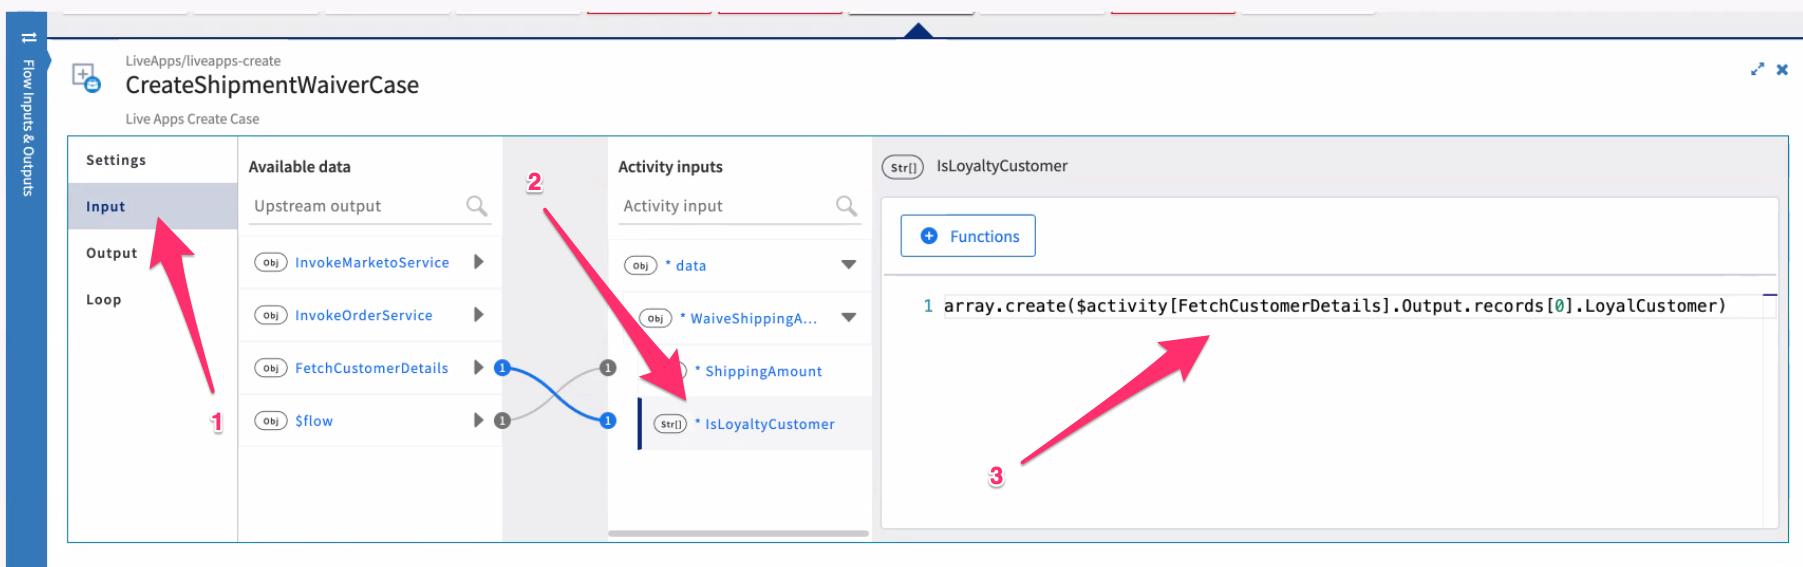 Flow Inputs & Outputs
LiveApps/liveapps-create
CreateShipmentWaiverCase
Live Apps Create Case
Settings
Input
Output
Loop
Available data
Upstream output
Obj InvokeMarketoService
Obj InvokeOrderService
Obj FetchCustomerDetails 1
Obj $flow 1
Activity inputs
Activity input
Obj * data
Obj * WaiveShippingA...
1 * ShippingAmount
1 Str[] * IsLoyaltyCustomer
Str[] IsLoyaltyCustomer
Functions
1 array.create($activity[FetchCustomerDetails].Output.records[0].LoyalCustomer)
1
2
3